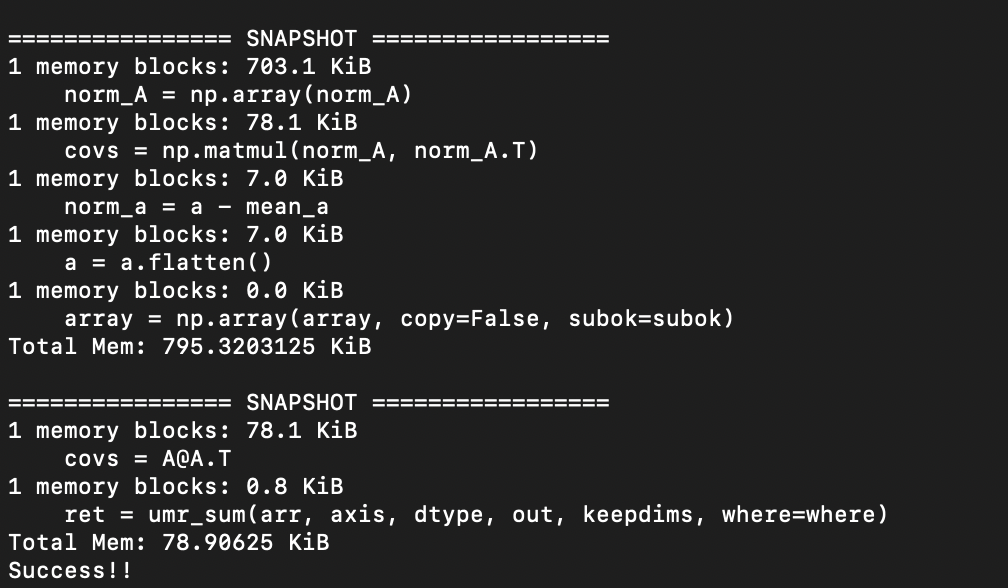 ================ SNAPSHOT =================
1 memory blocks: 703.1 KiB
    norm_A = np.array(norm_A)
1 memory blocks: 78.1 KiB
    covs = np.matmul(norm_A, norm_A.T)
1 memory blocks: 7.0 KiB
    norm_a = a - mean_a
1 memory blocks: 7.0 KiB
    a = a.flatten()
1 memory blocks: 0.0 KiB
    array = np.array(array, copy=False, subok=subok)
Total Mem: 795.3203125 KiB

================ SNAPSHOT =================
1 memory blocks: 78.1 KiB
    covs = A@A.T
1 memory blocks: 0.8 KiB
    ret = umr_sum(arr, axis, dtype, out, keepdims, where=where)
Total Mem: 78.90625 KiB
Success!!